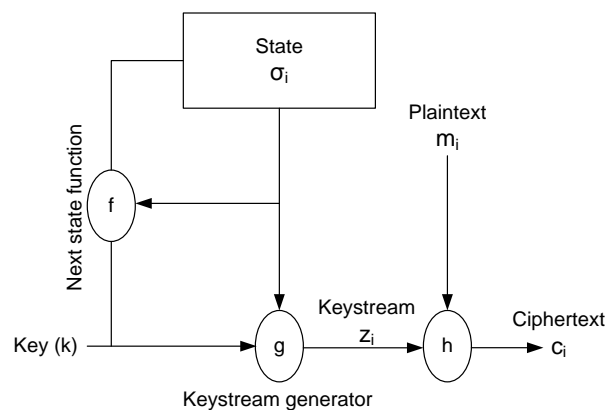 State
σi
Plaintext
mi
Next state function
f
Keystream
zi
Ciphertext
ci
Key (k)
g
h
Keystream generator